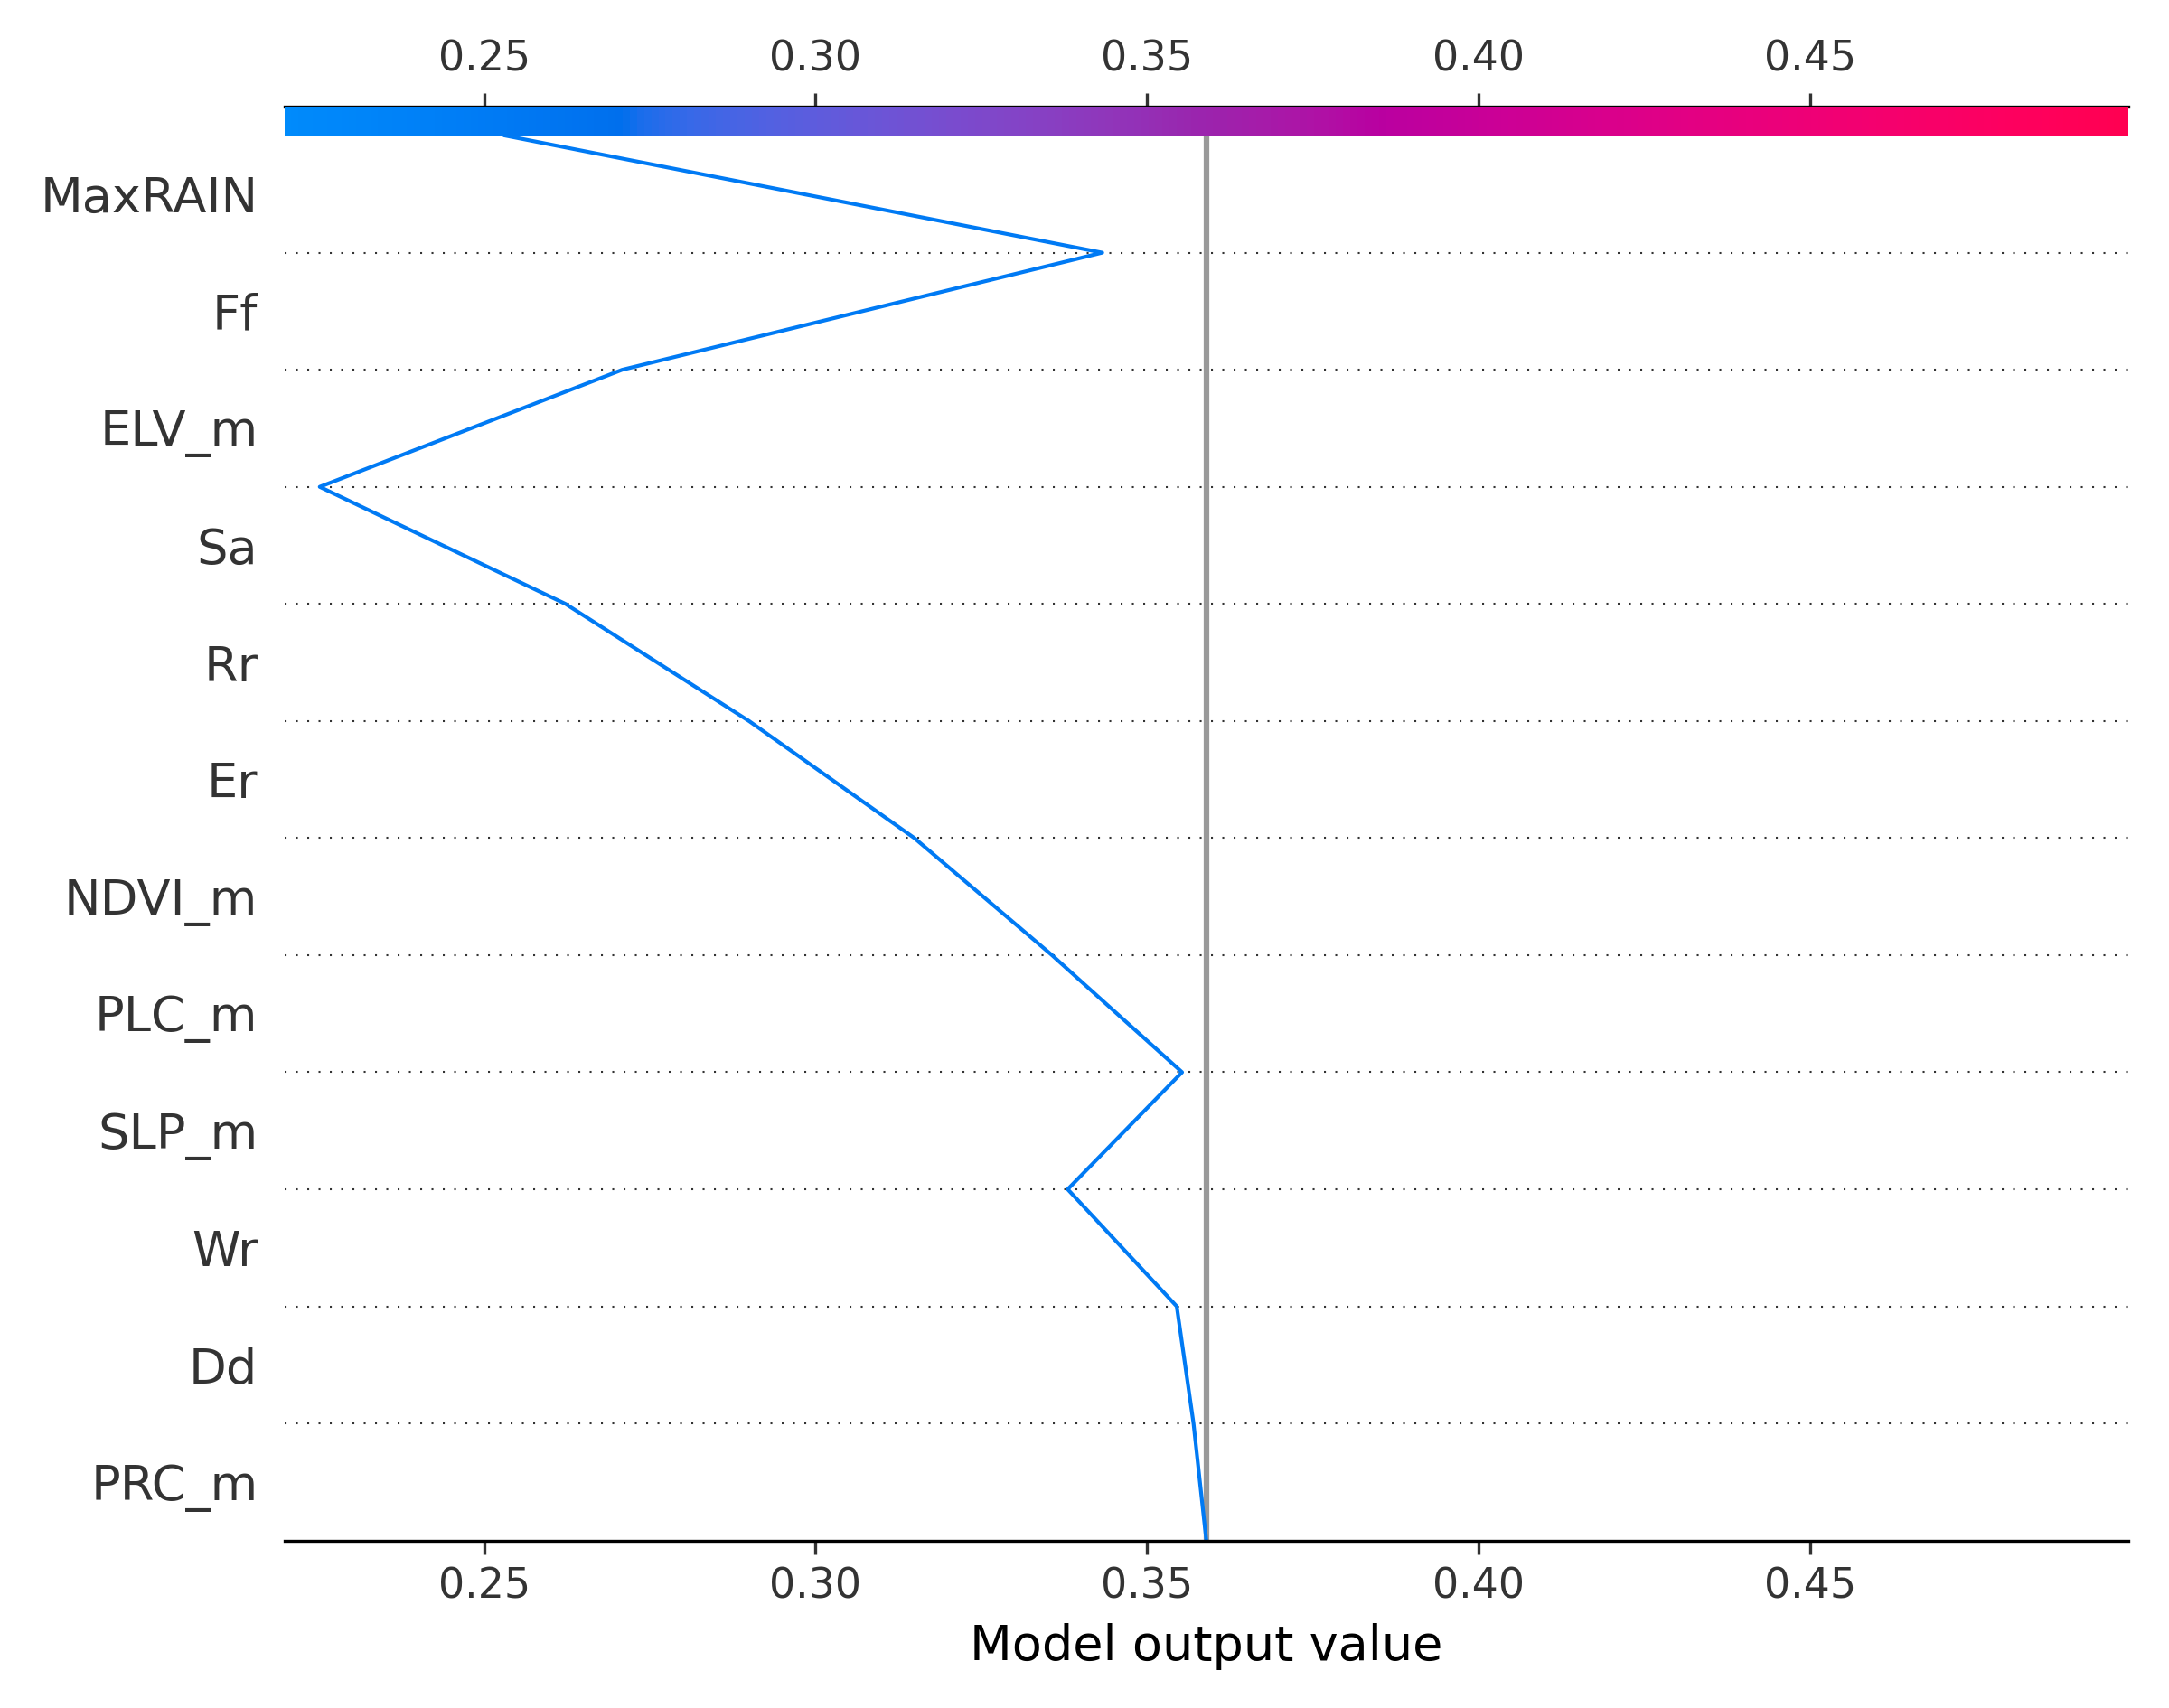 0.25 0.30 0.35 0.40 0.45
MaxRAIN
Ff
ELV_m
Sa
Rr
Er
NDVI_m
PLC_m
SLP_m
Wr
Dd
PRC_m
0.25 0.30 0.35 0.40 0.45
Model output value